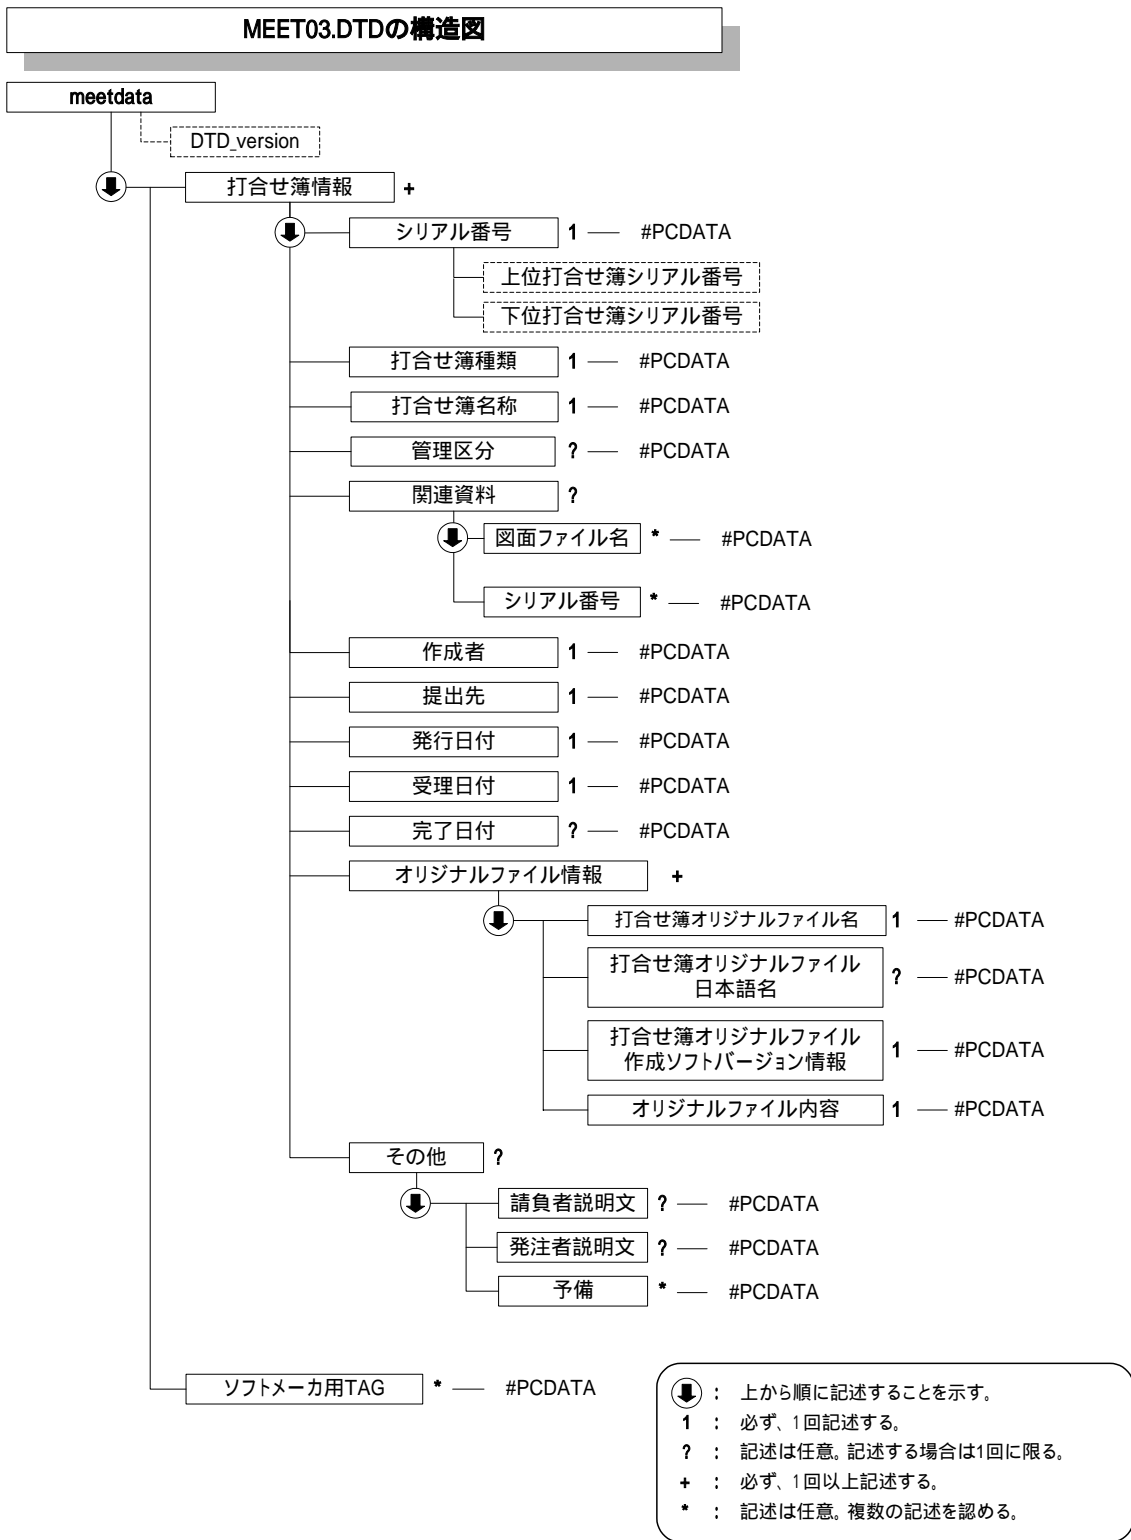 MEET03.DTDの構造図
meetdata
DTD_version
打合せ簿情報 +
シリアル番号 1 #PCDATA
上位打合せ簿シリアル番号
下位打合せ簿シリアル番号
打合せ簿種類 1 #PCDATA
打合せ簿名称 1 #PCDATA
管理区分 ? #PCDATA
関連資料 ?
図面ファイル名 * #PCDATA
シリアル番号 * #PCDATA
作成者 1 #PCDATA
提出先 1 #PCDATA
発行日付 1 #PCDATA
受理日付 1 #PCDATA
完了日付 ? #PCDATA
オリジナルファイル情報 +
打合せ簿オリジナルファイル名 1 #PCDATA
打合せ簿オリジナルファイル
日本語名 ? #PCDATA
打合せ簿オリジナルファイル
作成ソフトバージョン情報 1 #PCDATA
オリジナルファイル内容 1 #PCDATA
その他 ?
請負者説明文 ? #PCDATA
発注者説明文 ? #PCDATA
予備 * #PCDATA
ソフトメーカ用TAG * #PCDATA
: 上から順に記述することを示す。
1 : 必ず、1回記述する。
? : 記述は任意。記述する場合は1回に限る。
+ : 必ず、1回以上記述する。
* : 記述は任意。複数の記述を認める。